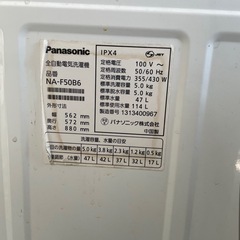 Panasonic
全自動電気洗濯機
品番
NA-F50B6
外形寸法
幅 562 mm
奥行 572 mm
高さ 880 mm
IPX4
JET
定格電圧 100 V ～
定格周波数 50/60 Hz
定格消費電力 355/430 W
標準洗濯容量 5.0 kg
標準脱水容量 5.0 kg
標準水量 47 L
標準使用水量 114 L
製造番号 1313400967
パナソニック株式会社
中国製
5.0 kg 3.8 kg 2.3 kg 1.2 kg 0.5 kg
47 L 42 L 37 L 32 L 17 L